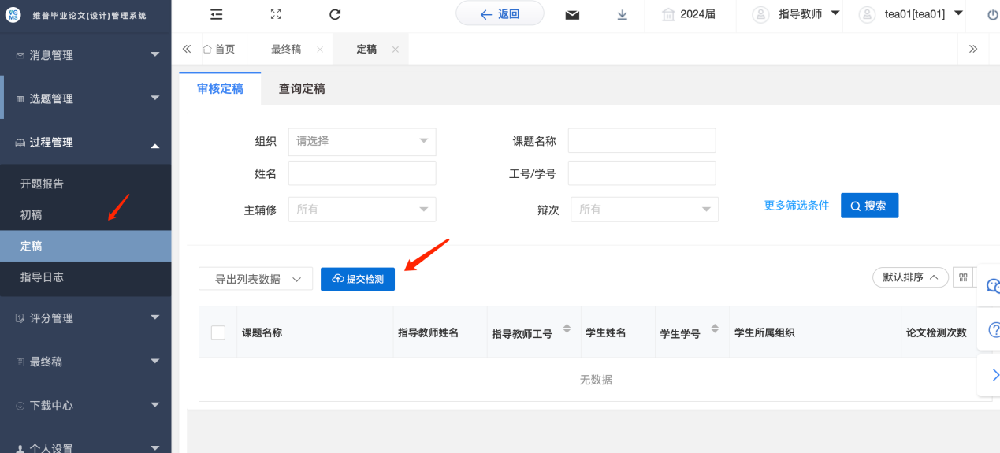 VG
MS
维普毕业论文(设计)管理系统
返回
2024届
指导教师
tea01[tea01]
首页
最终稿
定稿
消息管理
选题管理
过程管理
开题报告
初稿
定稿
指导日志
评分管理
最终稿
下载中心
个人设置
审核定稿
查询定稿
组织
请选择
课题名称
姓名
工号/学号
主辅修
所有
辩次
所有
更多筛选条件
搜索
导出列表数据
提交检测
默认排序
课题名称
指导教师姓名
指导教师工号
学生姓名
学生学号
学生所属组织
论文检测次数
无数据